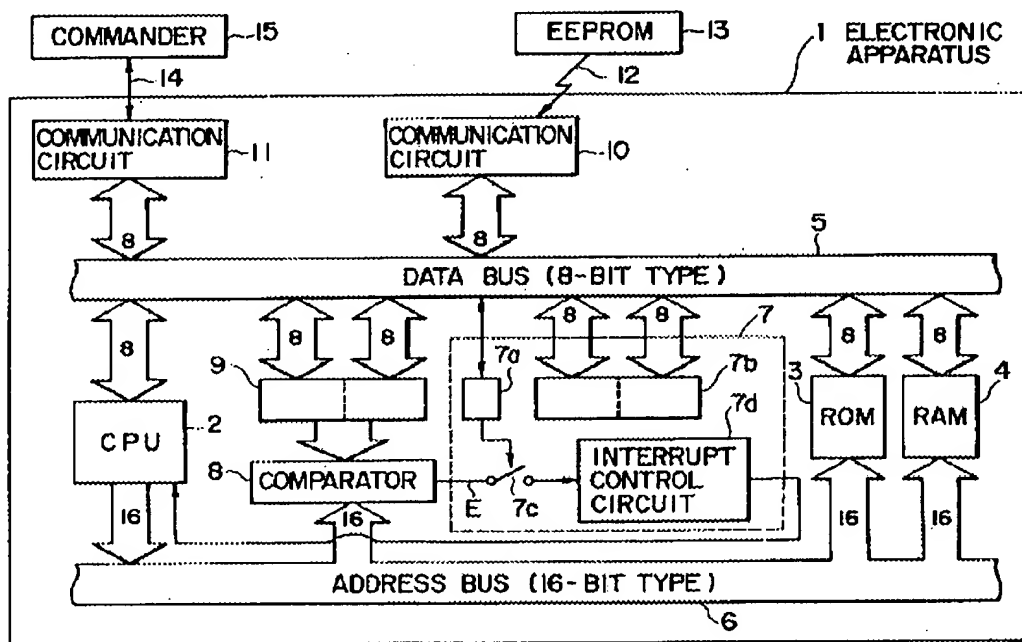 COMMANDER
15
EEPROM
13
1 ELECTRONIC
APPARATUS
14
12
COMMUNICATION
CIRCUIT
11
COMMUNICATION
CIRCUIT
10
8
8
5
DATA BUS (8-BIT TYPE)
8
8
8
8
8
8
8
7
9
7a
7b
3
4
CPU
2
7d
ROM
RAM
8
COMPARATOR
E
7c
INTERRUPT
CONTROL
CIRCUIT
16
16
16
16
ADDRESS BUS (16-BIT TYPE)
6